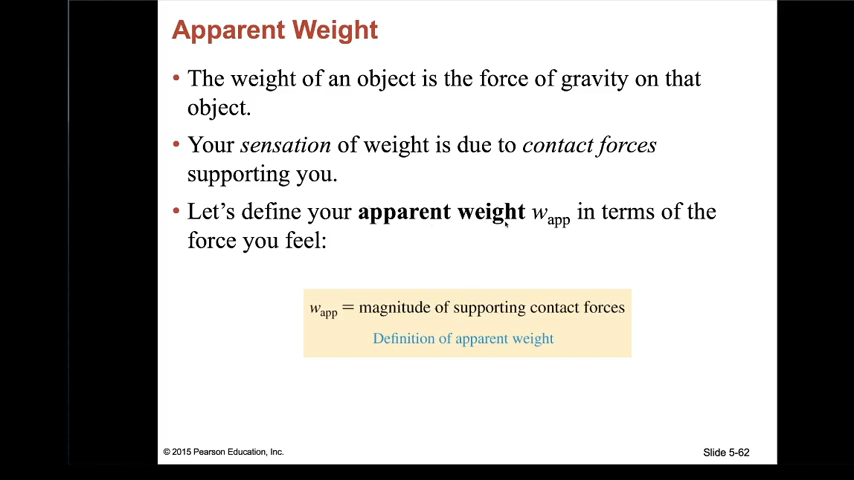 Apparent Weight
• The weight of an object is the force of gravity on that
object.
• Your sensation of weight is due to contact forces
supporting you.
• Let's define your apparent weight wapp in terms of the
force you feel:
wapp = magnitude of supporting contact forces
Definition of apparent weight
© 2015 Pearson Education, Inc.
Slide 5-62